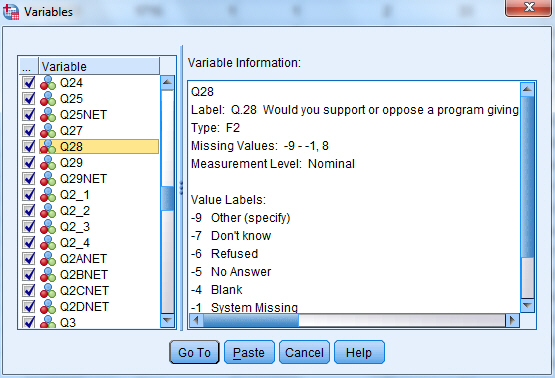 Variables
... Variable
Q24
Q25
Q25NET
Q27
Q28
Q29
Q29NET
Q2_1
Q2_2
Q2_3
Q2_4
Q2ANET
Q2BNET
Q2CNET
Q2DNET
Q3
Variable Information:
Q28
Label: Q.28 Would you support or oppose a program giving
Type: F2
Missing Values: -9 - -1, 8
Measurement Level: Nominal
Value Labels:
-9 Other (specify)
-7 Don't know
-6 Refused
-5 No Answer
-4 Blank
-1 System Missing
Go To Paste Cancel Help